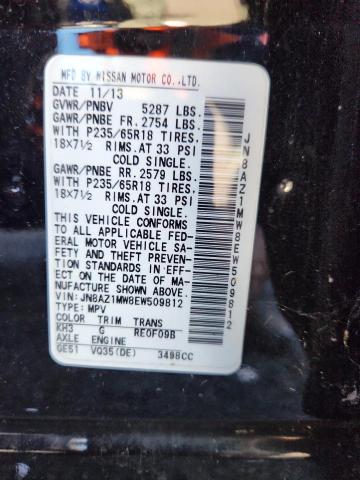 MFD BY NISSAN MOTOR CO.,LTD.
DATE 11/13
GVWR/PNBV 5287 LBS.
GAWR/PNBE FR. 2754 LBS.
WITH P235/65R18 TIRES.
18X7½ RIMS.AT 33 PSI
COLD SINGLE.
GAWR/PNBE RR. 2579 LBS.
WITH P235/65R18 TIRES.
18X7½ RIMS.AT 33 PSI
COLD SINGLE.
THIS VEHICLE CONFORMS
TO ALL APPLICABLE FED-
ERAL MOTOR VEHICLE SA-
FETY AND THEFT PREVEN-
TION STANDARDS IN EFF-
ECT ON THE DATE OF MA-
NUFACTURE SHOWN ABOVE.
VIN: JN8AZ1MW8EW509812
TYPE: MPV
COLOR TRIM TRANS
KH3 G RE0F09B
AXLE ENGINE
GE51 VQ35(DE) 3498CC
JN8AZ1MW8EW509812